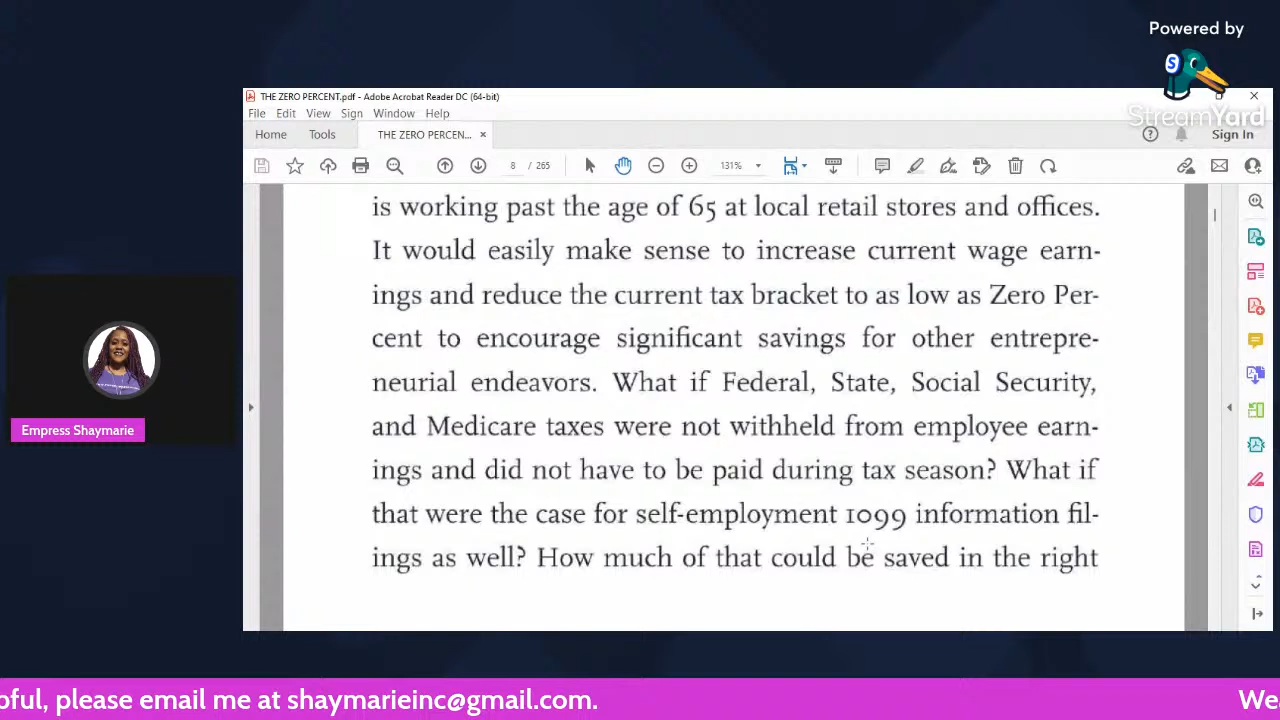 Powered by
S
StreamYard
THE ZERO PERCENT.pdf - Adobe Acrobat Reader DC (64-bit)
File Edit View Sign Window Help
Home Tools THE ZERO PERCEN... ×
Sign In
8 / 265 131%
is working past the age of 65 at local retail stores and offices.
It would easily make sense to increase current wage earn-
ings and reduce the current tax bracket to as low as Zero Per-
cent to encourage significant savings for other entrepre-
neurial endeavors. What if Federal, State, Social Security,
and Medicare taxes were not withheld from employee earn-
ings and did not have to be paid during tax season? What if
that were the case for self-employment 1099 information fil-
ings as well? How much of that could be saved in the right
Empress Shaymarie
pful, please email me at shaymarieinc@gmail.com. We